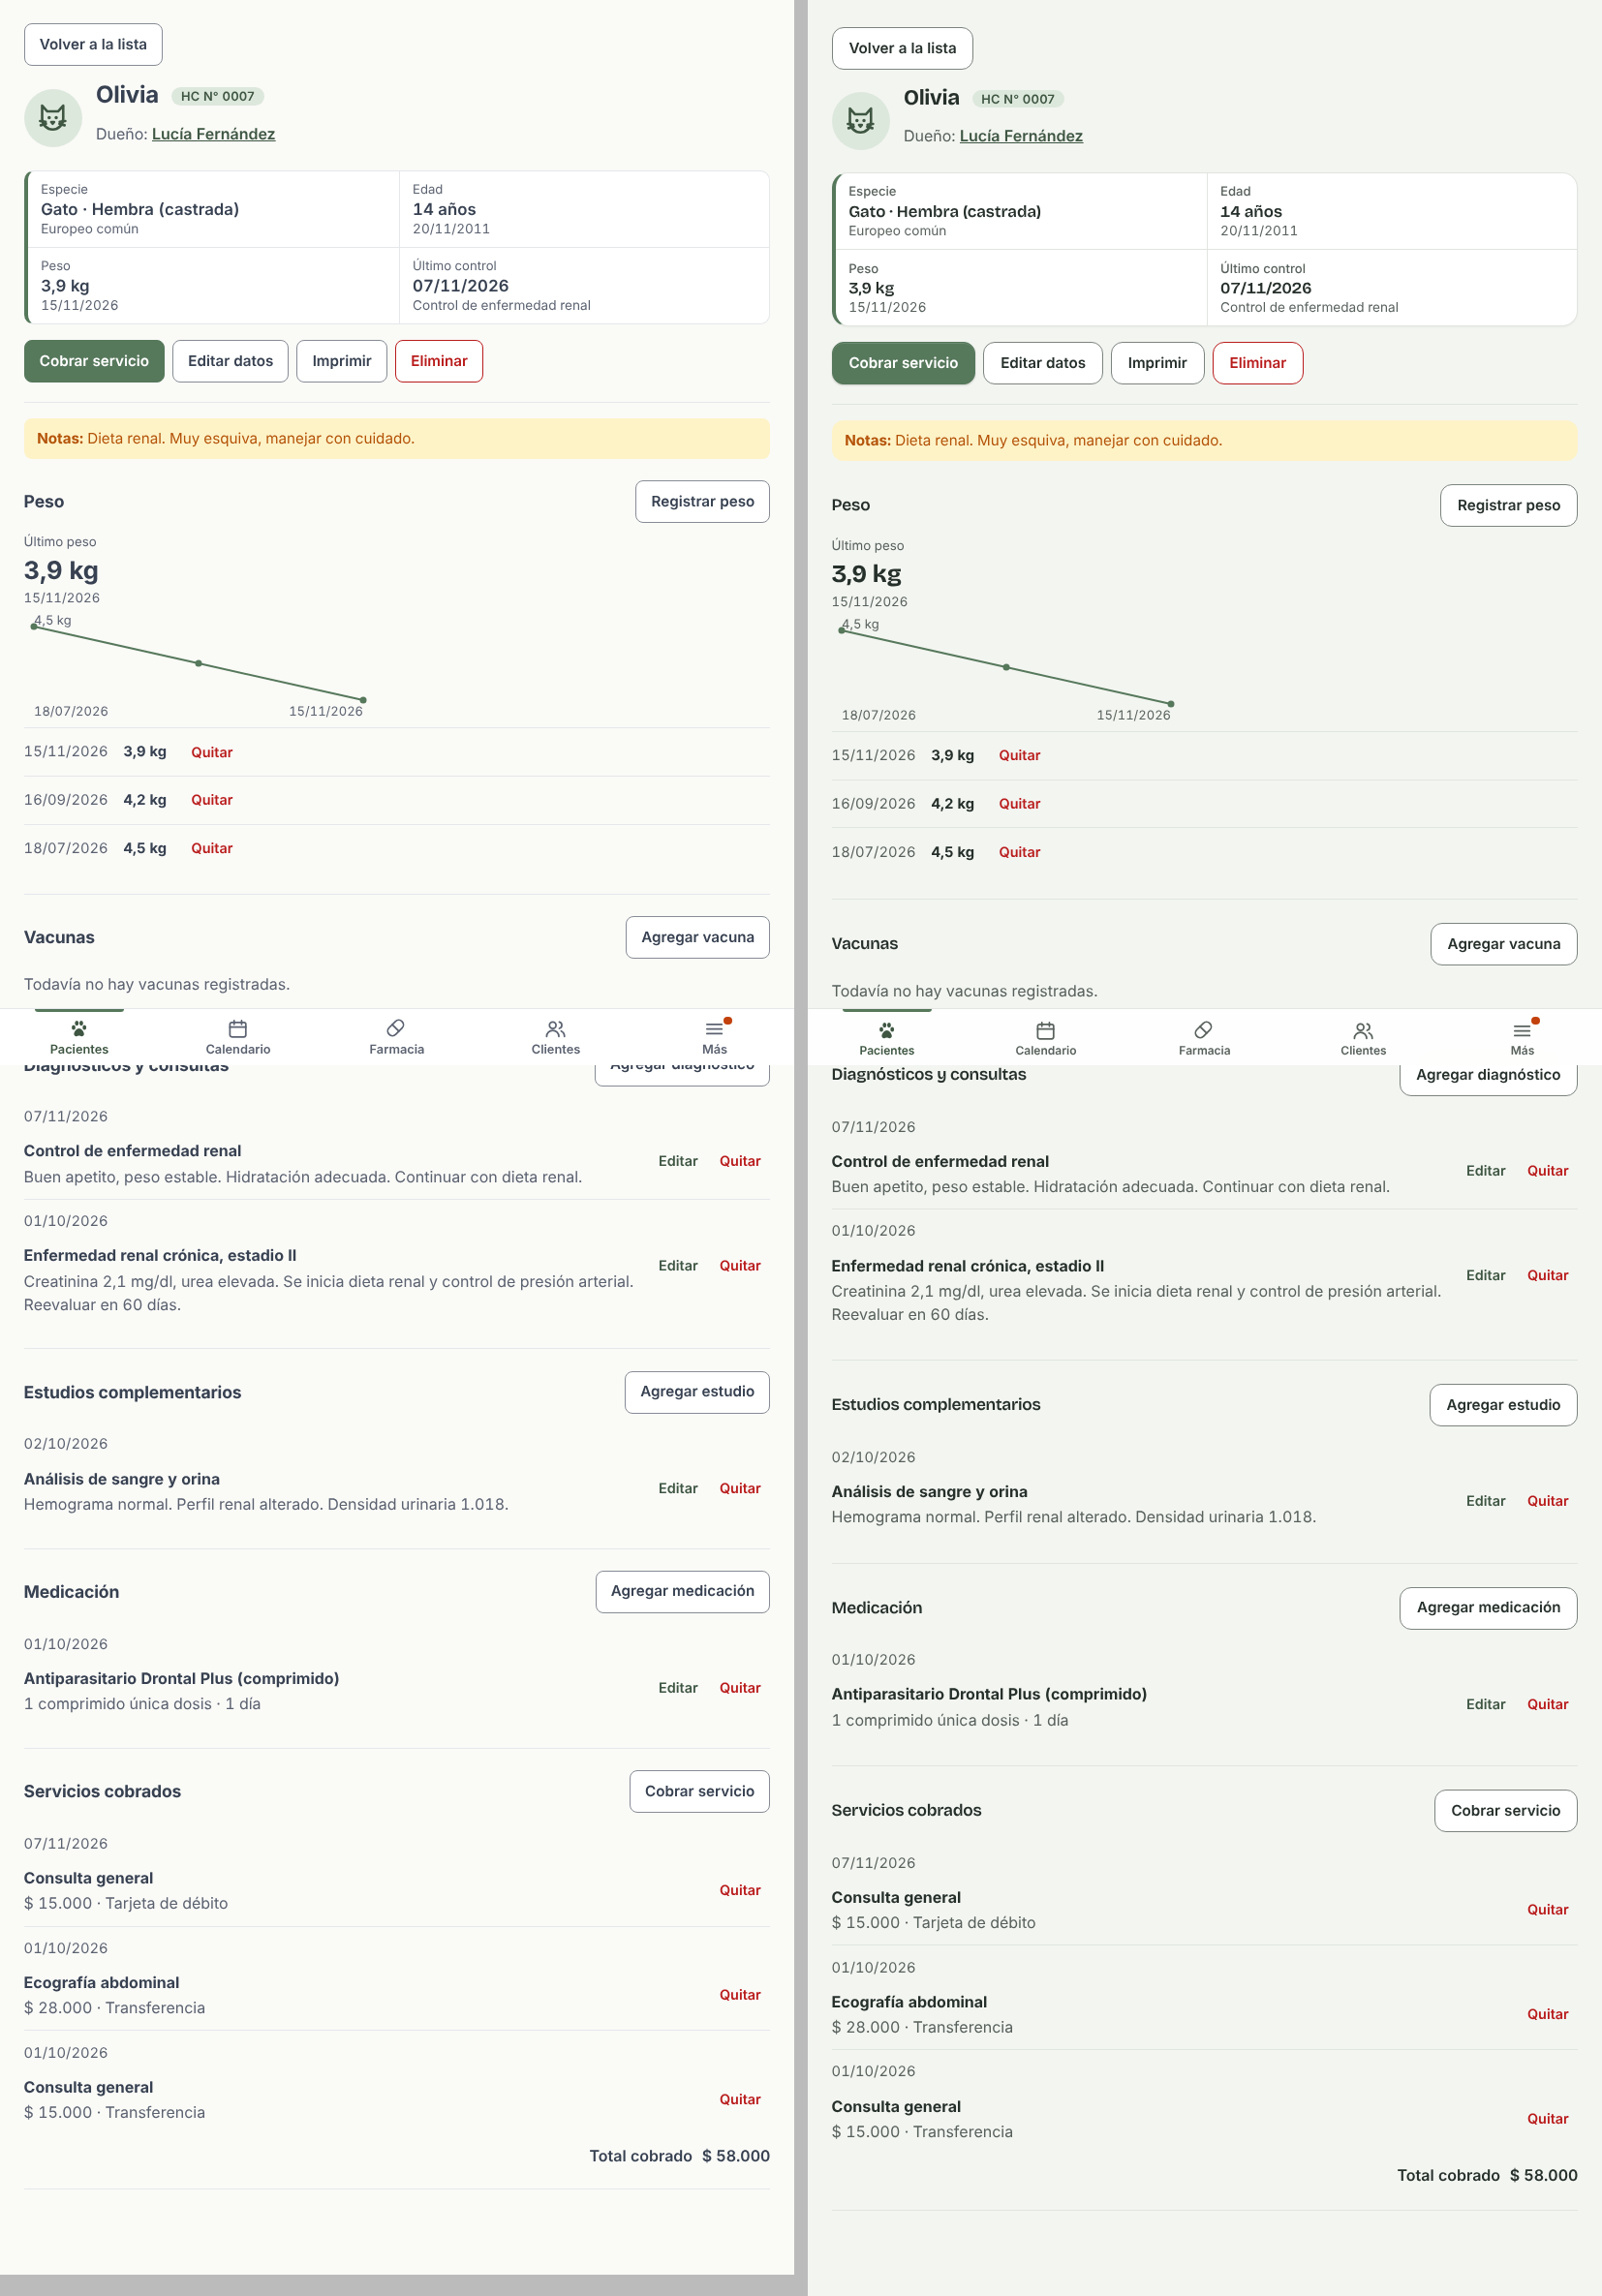 Volver a la lista
Olivia HC N° 0007
Dueño: Lucía Fernández
Especie
Gato · Hembra (castrada)
Europeo común
Edad
14 años
20/11/2011
Peso
3,9 kg
15/11/2026
Último control
07/11/2026
Control de enfermedad renal
Cobrar servicio Editar datos Imprimir Eliminar
Notas: Dieta renal. Muy esquiva, manejar con cuidado.
Peso Registrar peso
Último peso
3,9 kg
15/11/2026
4,5 kg
18/07/2026 15/11/2026
15/11/2026 3,9 kg Quitar
16/09/2026 4,2 kg Quitar
18/07/2026 4,5 kg Quitar
Vacunas Agregar vacuna
Todavía no hay vacunas registradas.
Pacientes Calendario Farmacia Clientes Más
Diagnósticos y consultas Agregar diagnóstico
07/11/2026
Control de enfermedad renal
Buen apetito, peso estable. Hidratación adecuada. Continuar con dieta renal.
Editar Quitar
01/10/2026
Enfermedad renal crónica, estadio II
Creatinina 2,1 mg/dl, urea elevada. Se inicia dieta renal y control de presión arterial.
Reevaluar en 60 días.
Editar Quitar
Estudios complementarios Agregar estudio
02/10/2026
Análisis de sangre y orina
Hemograma normal. Perfil renal alterado. Densidad urinaria 1.018.
Editar Quitar
Medicación Agregar medicación
01/10/2026
Antiparasitario Drontal Plus (comprimido)
1 comprimido única dosis · 1 día
Editar Quitar
Servicios cobrados Cobrar servicio
07/11/2026
Consulta general
$ 15.000 · Tarjeta de débito
Quitar
01/10/2026
Ecografía abdominal
$ 28.000 · Transferencia
Quitar
01/10/2026
Consulta general
$ 15.000 · Transferencia
Quitar
Total cobrado $ 58.000
Volver a la lista
Olivia HC N° 0007
Dueño: Lucía Fernández
Especie
Gato · Hembra (castrada)
Europeo común
Edad
14 años
20/11/2011
Peso
3,9 kg
15/11/2026
Último control
07/11/2026
Control de enfermedad renal
Cobrar servicio Editar datos Imprimir Eliminar
Notas: Dieta renal. Muy esquiva, manejar con cuidado.
Peso Registrar peso
Último peso
3,9 kg
15/11/2026
4,5 kg
18/07/2026 15/11/2026
15/11/2026 3,9 kg Quitar
16/09/2026 4,2 kg Quitar
18/07/2026 4,5 kg Quitar
Vacunas Agregar vacuna
Todavía no hay vacunas registradas.
Pacientes Calendario Farmacia Clientes Más
Diagnósticos y consultas Agregar diagnóstico
07/11/2026
Control de enfermedad renal
Buen apetito, peso estable. Hidratación adecuada. Continuar con dieta renal.
Editar Quitar
01/10/2026
Enfermedad renal crónica, estadio II
Creatinina 2,1 mg/dl, urea elevada. Se inicia dieta renal y control de presión arterial.
Reevaluar en 60 días.
Editar Quitar
Estudios complementarios Agregar estudio
02/10/2026
Análisis de sangre y orina
Hemograma normal. Perfil renal alterado. Densidad urinaria 1.018.
Editar Quitar
Medicación Agregar medicación
01/10/2026
Antiparasitario Drontal Plus (comprimido)
1 comprimido única dosis · 1 día
Editar Quitar
Servicios cobrados Cobrar servicio
07/11/2026
Consulta general
$ 15.000 · Tarjeta de débito
Quitar
01/10/2026
Ecografía abdominal
$ 28.000 · Transferencia
Quitar
01/10/2026
Consulta general
$ 15.000 · Transferencia
Quitar
Total cobrado $ 58.000